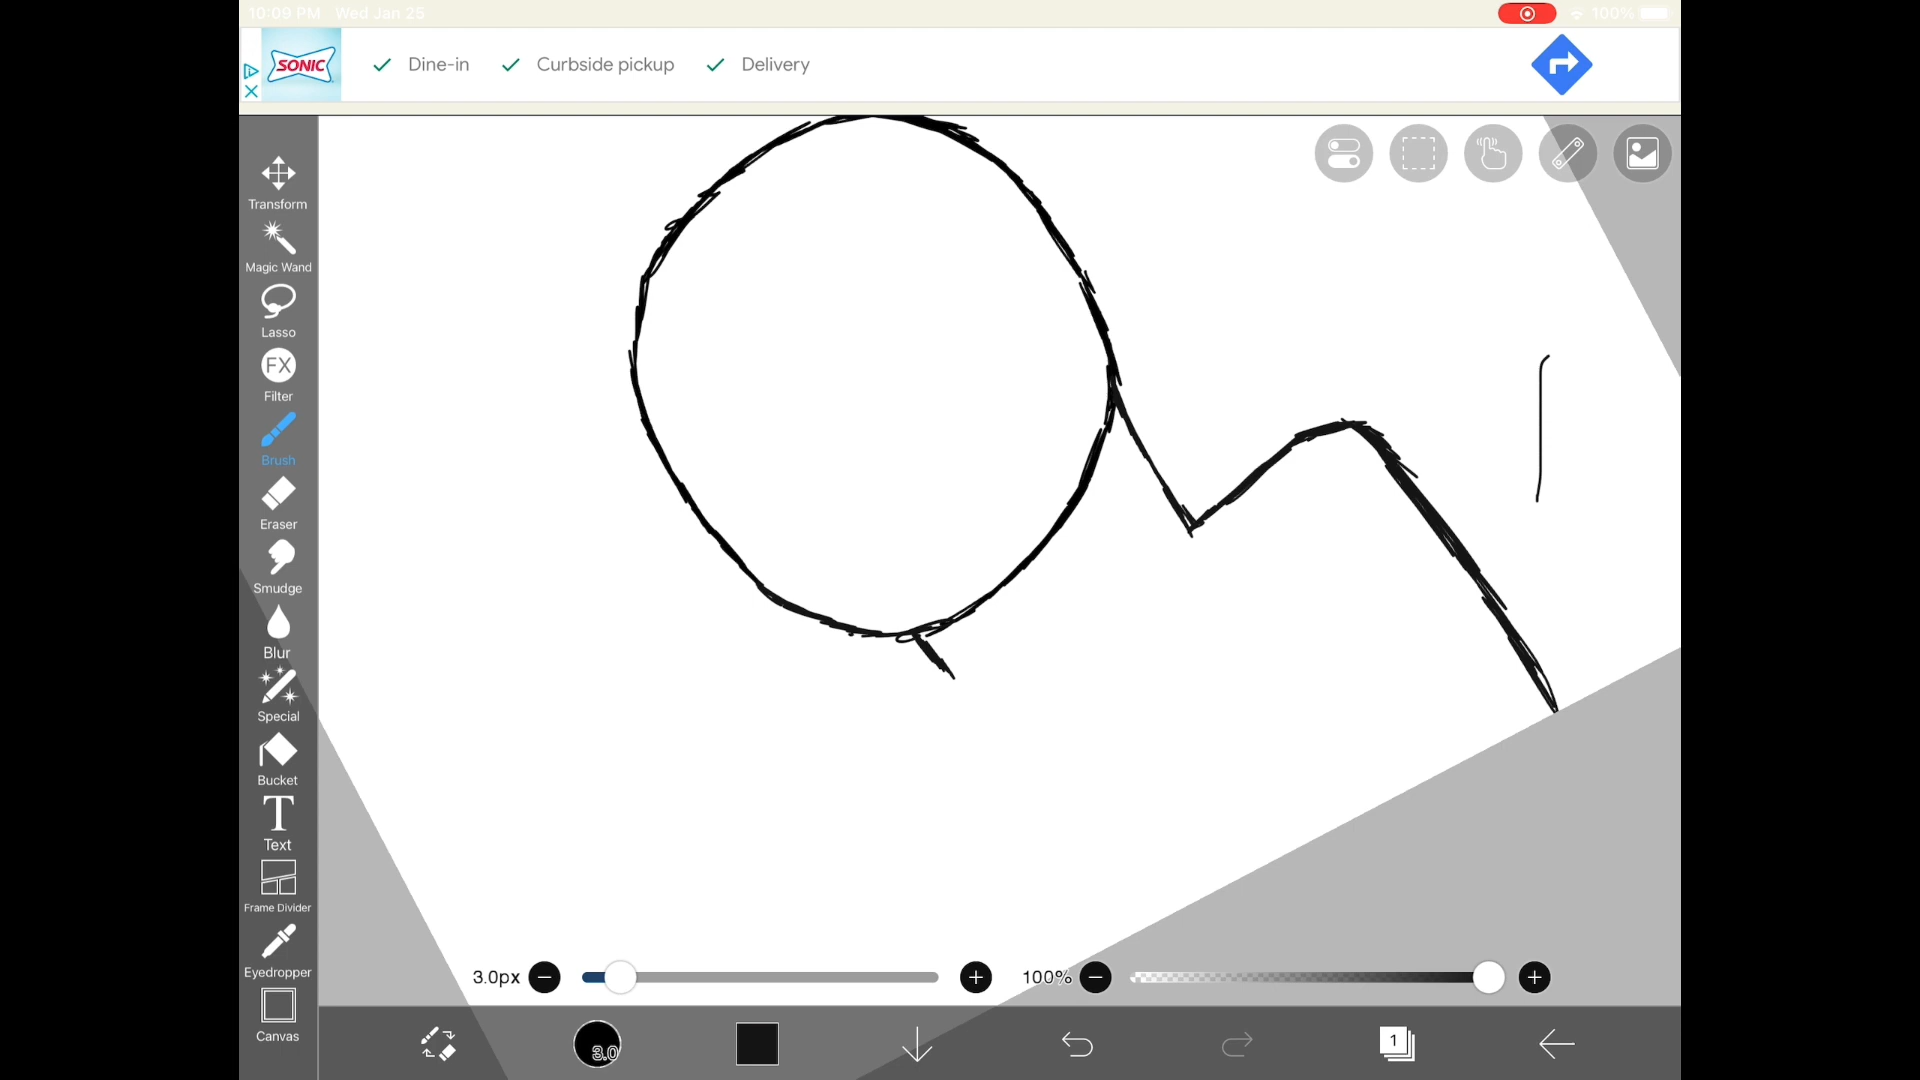 10:09 PM Wed Jan 25
100%
SONIC
Dine-in Curbside pickup Delivery
Transform
Magic Wand
Lasso
FX
Filter
Brush
Eraser
Smudge
Blur
Special
Bucket
T
Text
Frame Divider
Eyedropper
Canvas
3.0px
100%
3.0
1